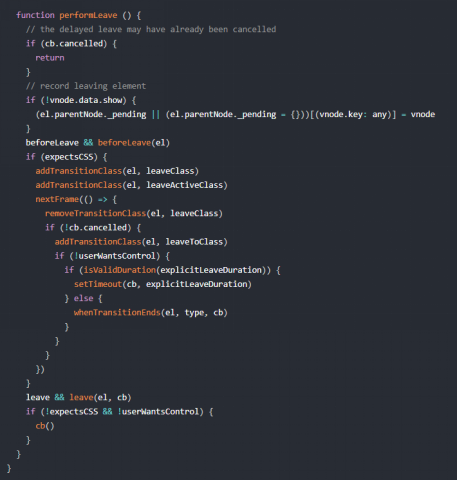 function performLeave () {
// the delayed leave may have already been cancelled
if (cb.cancelled) {
return
}
// record leaving element
if (!vnode.data.show) {
(el.parentNode._pending || (el.parentNode._pending = {}))[(vnode.key: any)] = vnode
}
beforeLeave && beforeLeave(el)
if (expectsCSS) {
addTransitionClass(el, leaveClass)
addTransitionClass(el, leaveActiveClass)
nextFrame(() => {
removeTransitionClass(el, leaveClass)
if (!cb.cancelled) {
addTransitionClass(el, leaveToClass)
if (!userWantsControl) {
if (isValidDuration(explicitLeaveDuration)) {
setTimeout(cb, explicitLeaveDuration)
} else {
whenTransitionEnds(el, type, cb)
}
}
}
})
}
leave && leave(el, cb)
if (!expectsCSS && !userWantsControl) {
cb()
}
}
}